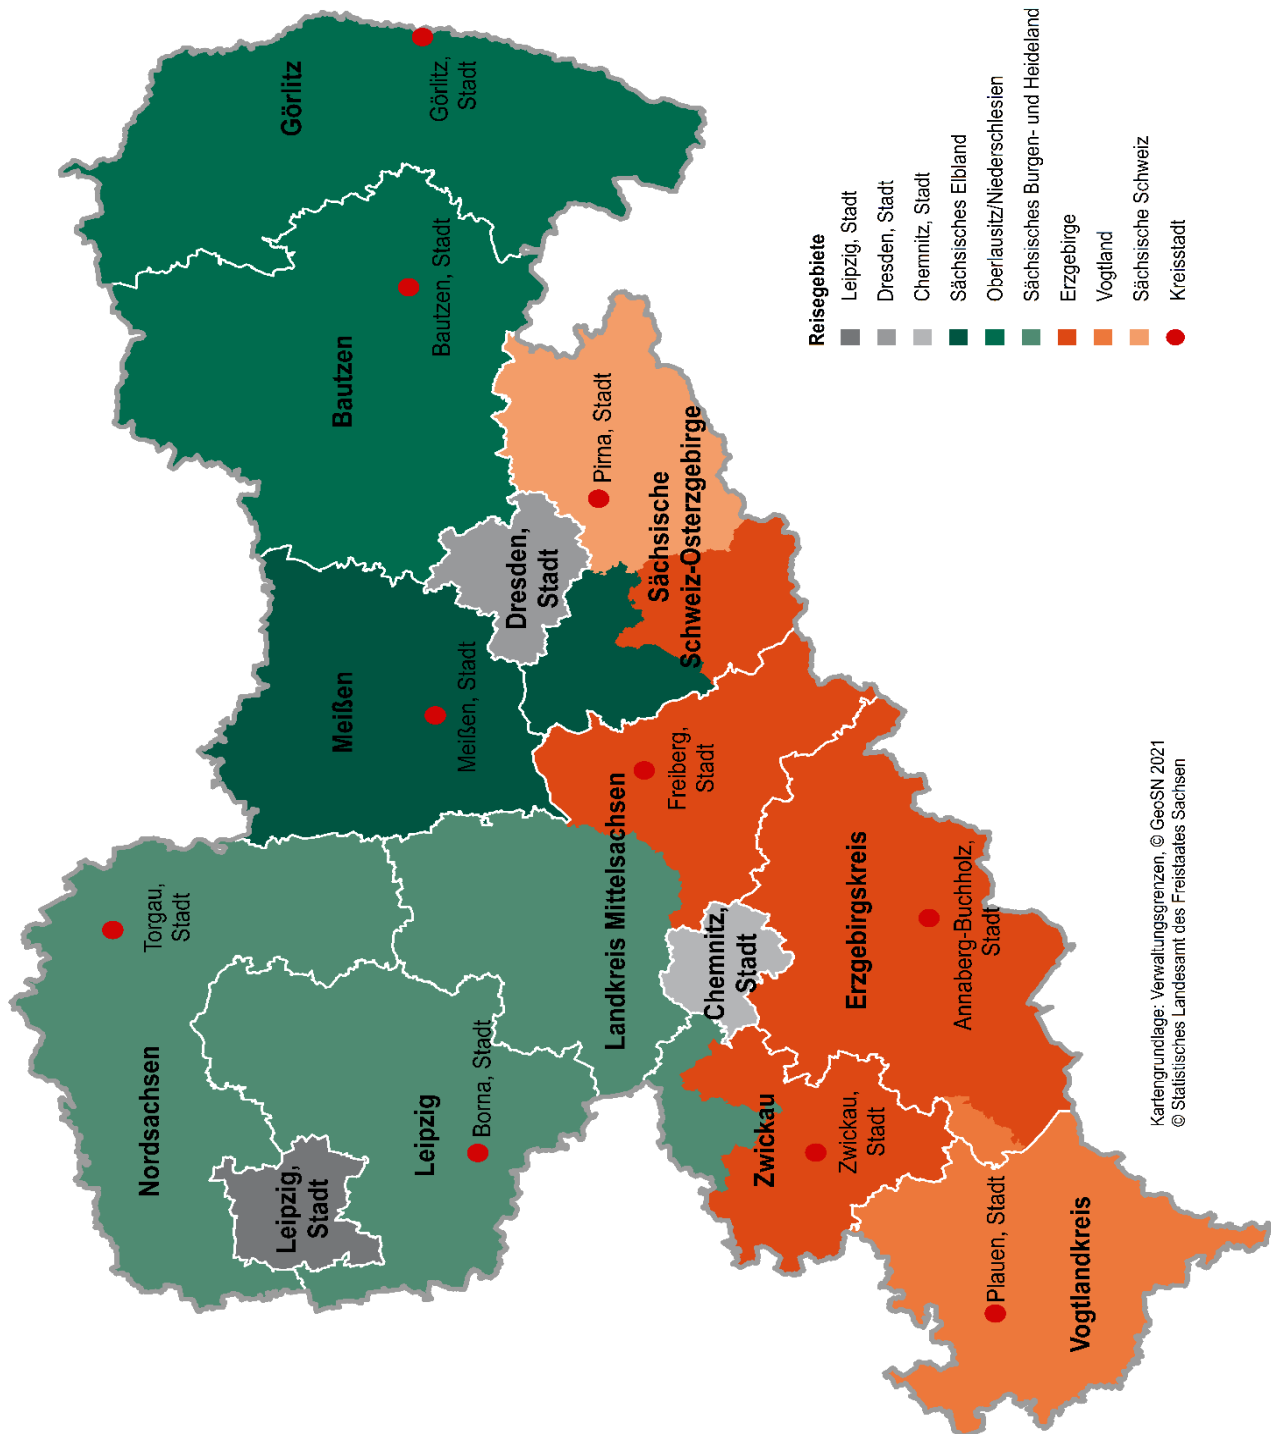 Nordsachsen
Torgau,
Stadt
Leipzig,
Stadt
Leipzig
Borna, Stadt
Meißen
Meißen, Stadt
Bautzen
Bautzen, Stadt
Görlitz
Görlitz,
Stadt
Dresden,
Stadt
Pirna, Stadt
Sächsische
Schweiz-Osterzgebirge
Landkreis Mittelsachsen
Freiberg,
Stadt
Chemnitz,
Stadt
Zwickau
Zwickau,
Stadt
Erzgebirgskreis
Annaberg-Buchholz,
Stadt
Plauen, Stadt
Vogtlandkreis
Reisegebiete
Leipzig, Stadt
Dresden, Stadt
Chemnitz, Stadt
Sächsisches Elbland
Oberlausitz/Niederschlesien
Sächsisches Burgen- und Heideland
Erzgebirge
Vogtland
Sächsische Schweiz
Kreisstadt
Kartengrundlage: Verwaltungsgrenzen, © GeoSN 2021
© Statistisches Landesamt des Freistaates Sachsen